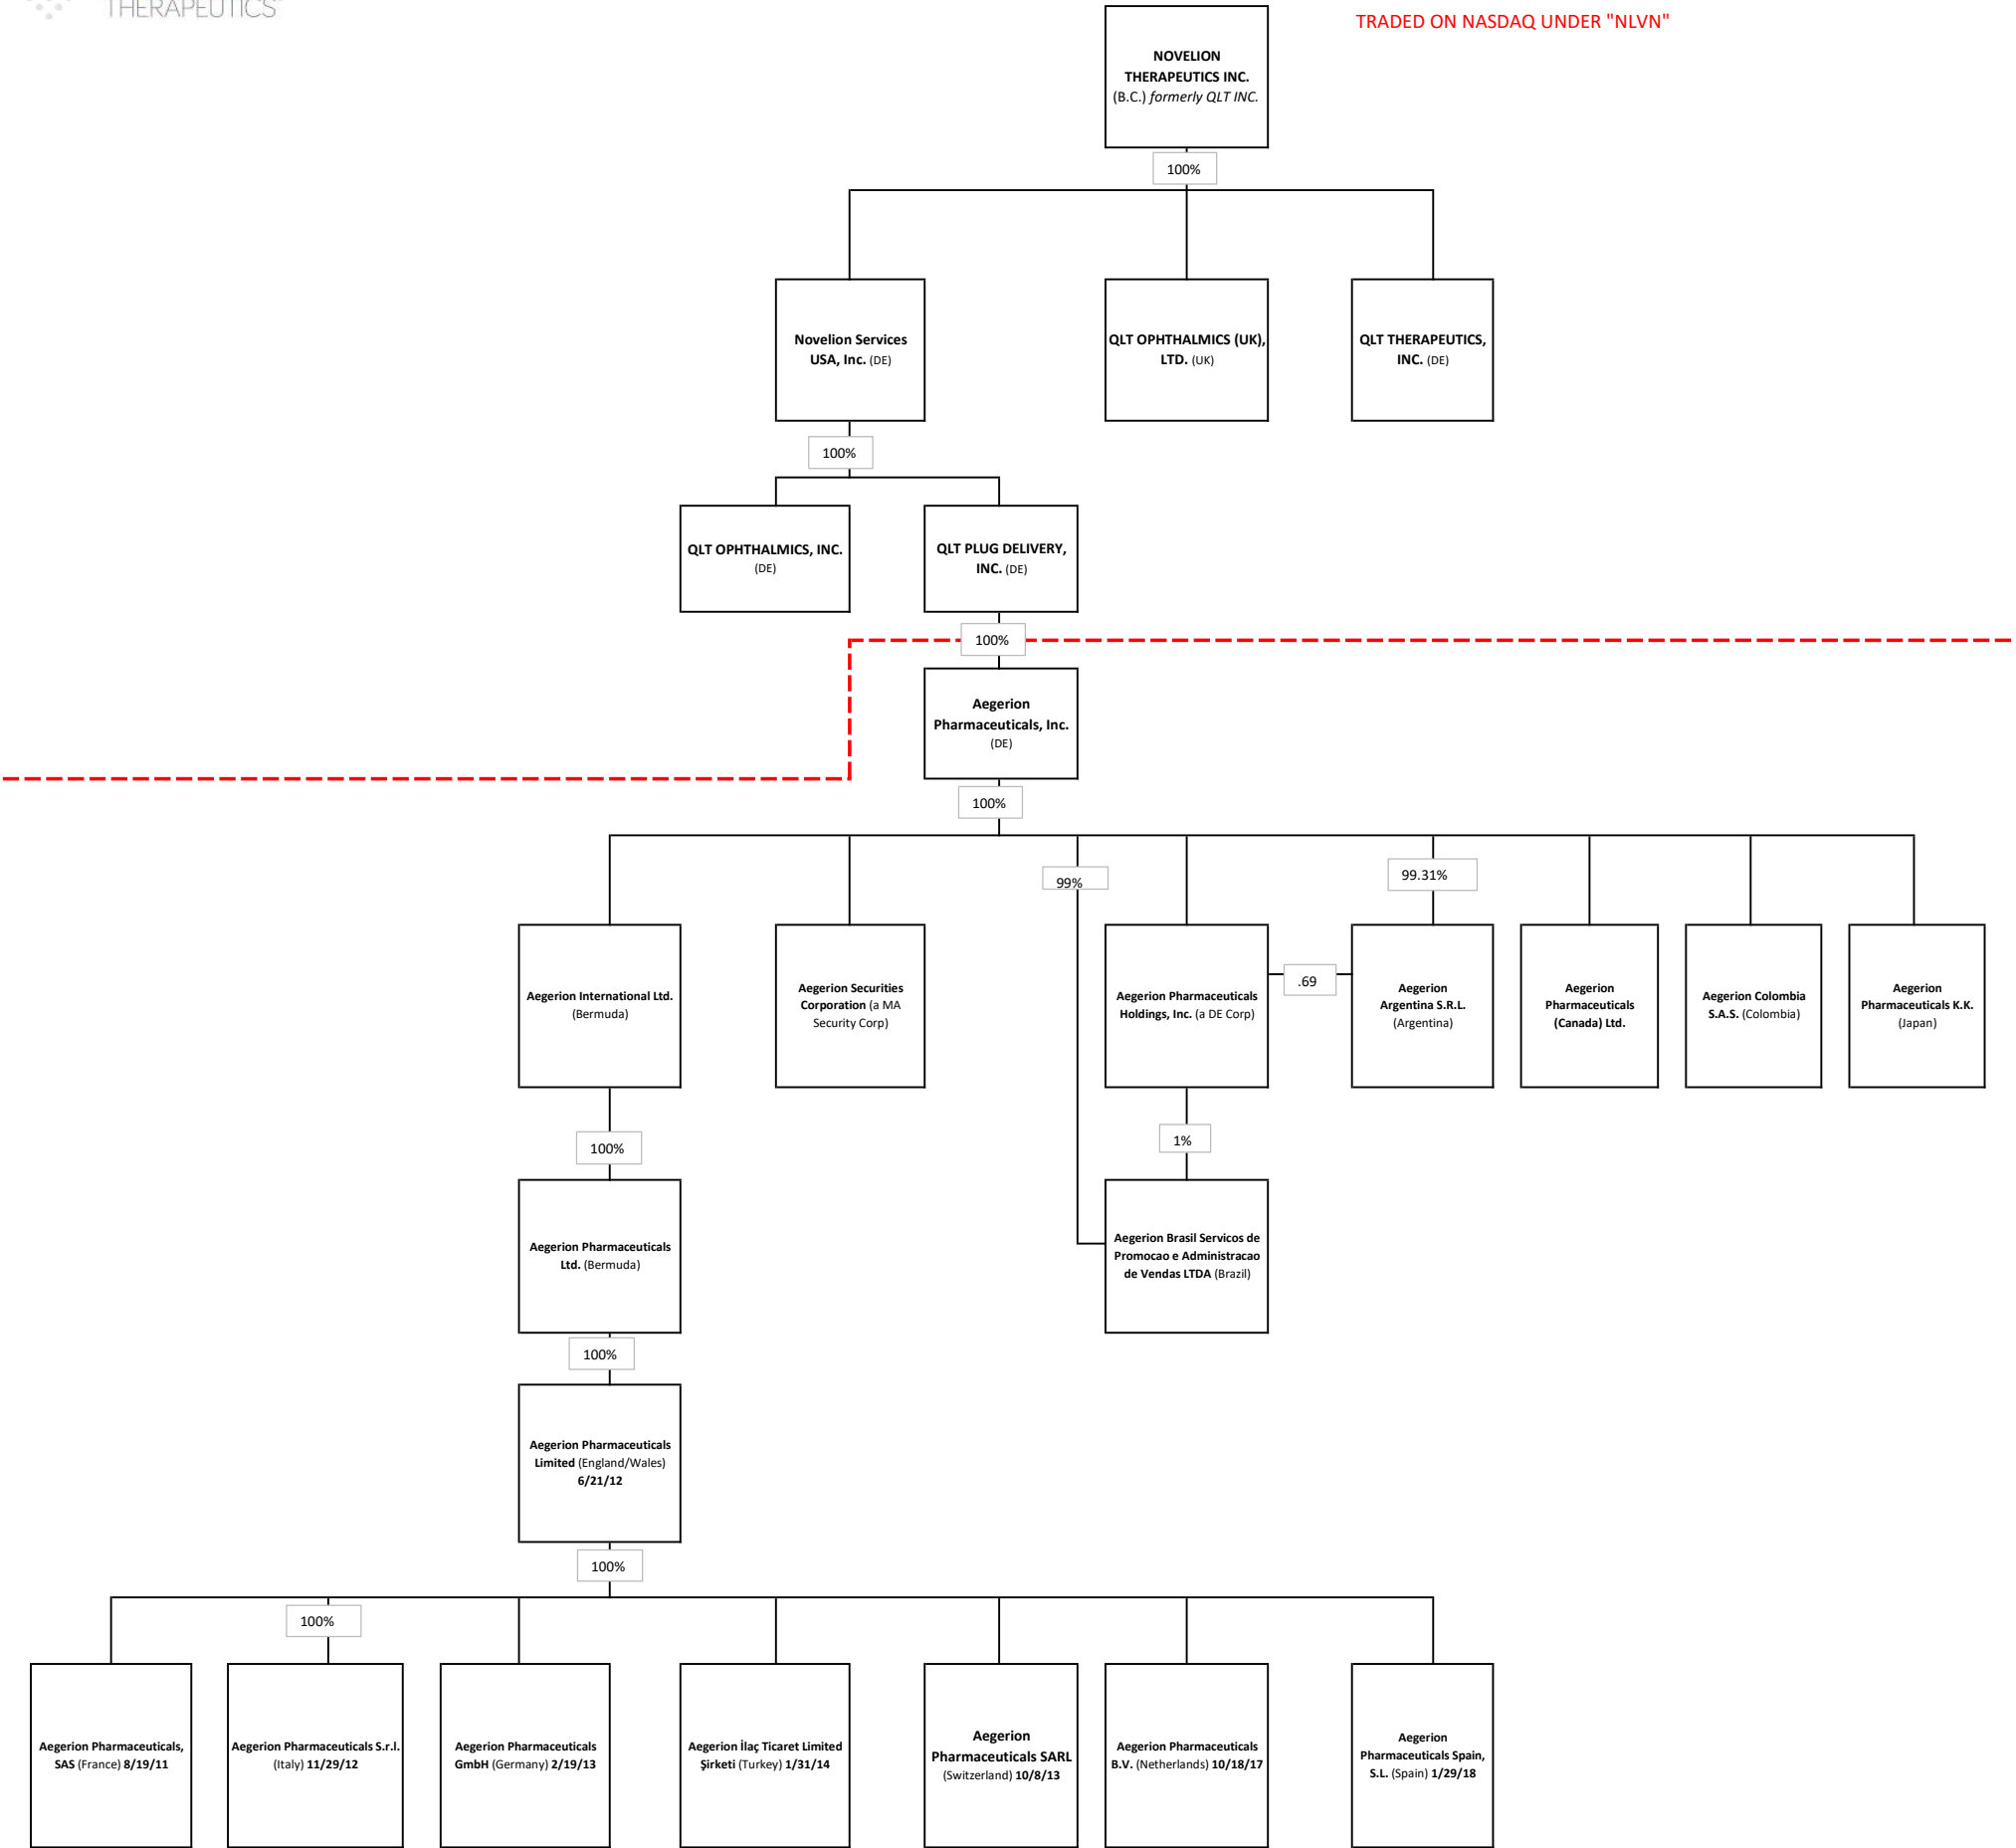 THERAPEUTICS
TRADED ON NASDAQ UNDER "NLVN"
NOVELION
THERAPEUTICS INC.
(B.C.) formerly QLT INC.
100%
Novelion Services
USA, Inc. (DE)
QLT OPHTHALMICS (UK),
LTD. (UK)
QLT THERAPEUTICS,
INC. (DE)
100%
QLT OPHTHALMICS, INC.
(DE)
QLT PLUG DELIVERY,
INC. (DE)
100%
Aegerion
Pharmaceuticals, Inc.
(DE)
100%
99%
99.31%
Aegerion International Ltd.
(Bermuda)
Aegerion Securities
Corporation (a MA
Security Corp)
Aegerion Pharmaceuticals
Holdings, Inc. (a DE Corp)
.69
Aegerion
Argentina S.R.L.
(Argentina)
Aegerion
Pharmaceuticals
(Canada) Ltd.
Aegerion Colombia
S.A.S. (Colombia)
Aegerion
Pharmaceuticals K.K.
(Japan)
100%
1%
Aegerion Pharmaceuticals
Ltd. (Bermuda)
Aegerion Brasil Servicos de
Promocao e Administracao
de Vendas LTDA (Brazil)
100%
Aegerion Pharmaceuticals
Limited (England/Wales)
6/21/12
100%
100%
Aegerion Pharmaceuticals,
SAS (France) 8/19/11
Aegerion Pharmaceuticals S.r.l.
(Italy) 11/29/12
Aegerion Pharmaceuticals
GmbH (Germany) 2/19/13
Aegerion İlaç Ticaret Limited
Şirketi (Turkey) 1/31/14
Aegerion
Pharmaceuticals SARL
(Switzerland) 10/8/13
Aegerion Pharmaceuticals
B.V. (Netherlands) 10/18/17
Aegerion
Pharmaceuticals Spain,
S.L. (Spain) 1/29/18